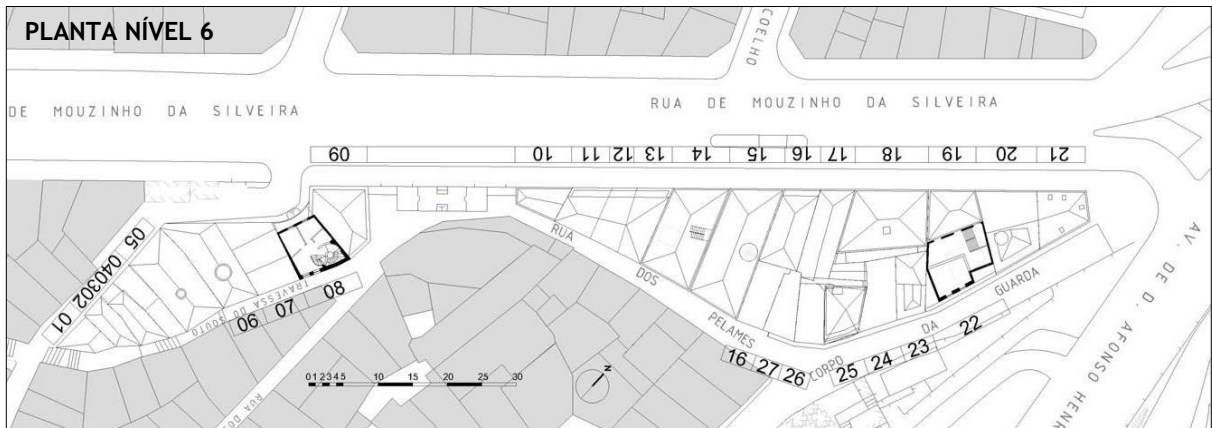 PLANTA NÍVEL 6
COELHO
DE MOUZINHO DA SILVEIRA
RUA DE MOUZINHO DA SILVEIRA
09
10
11
12
13
14
15
16
17
18
19
20
21
05
04
03
02
01
TRAVESSA DO SOUTO
06
07
08
RUA DOS
RUA DOS PELAMES
16
27
26
CORPO DA GUARDA
25
24
23
22
AV. DE D. AFONSO HENR
0 1 2 3 4 5 10 15 20 25 30
N